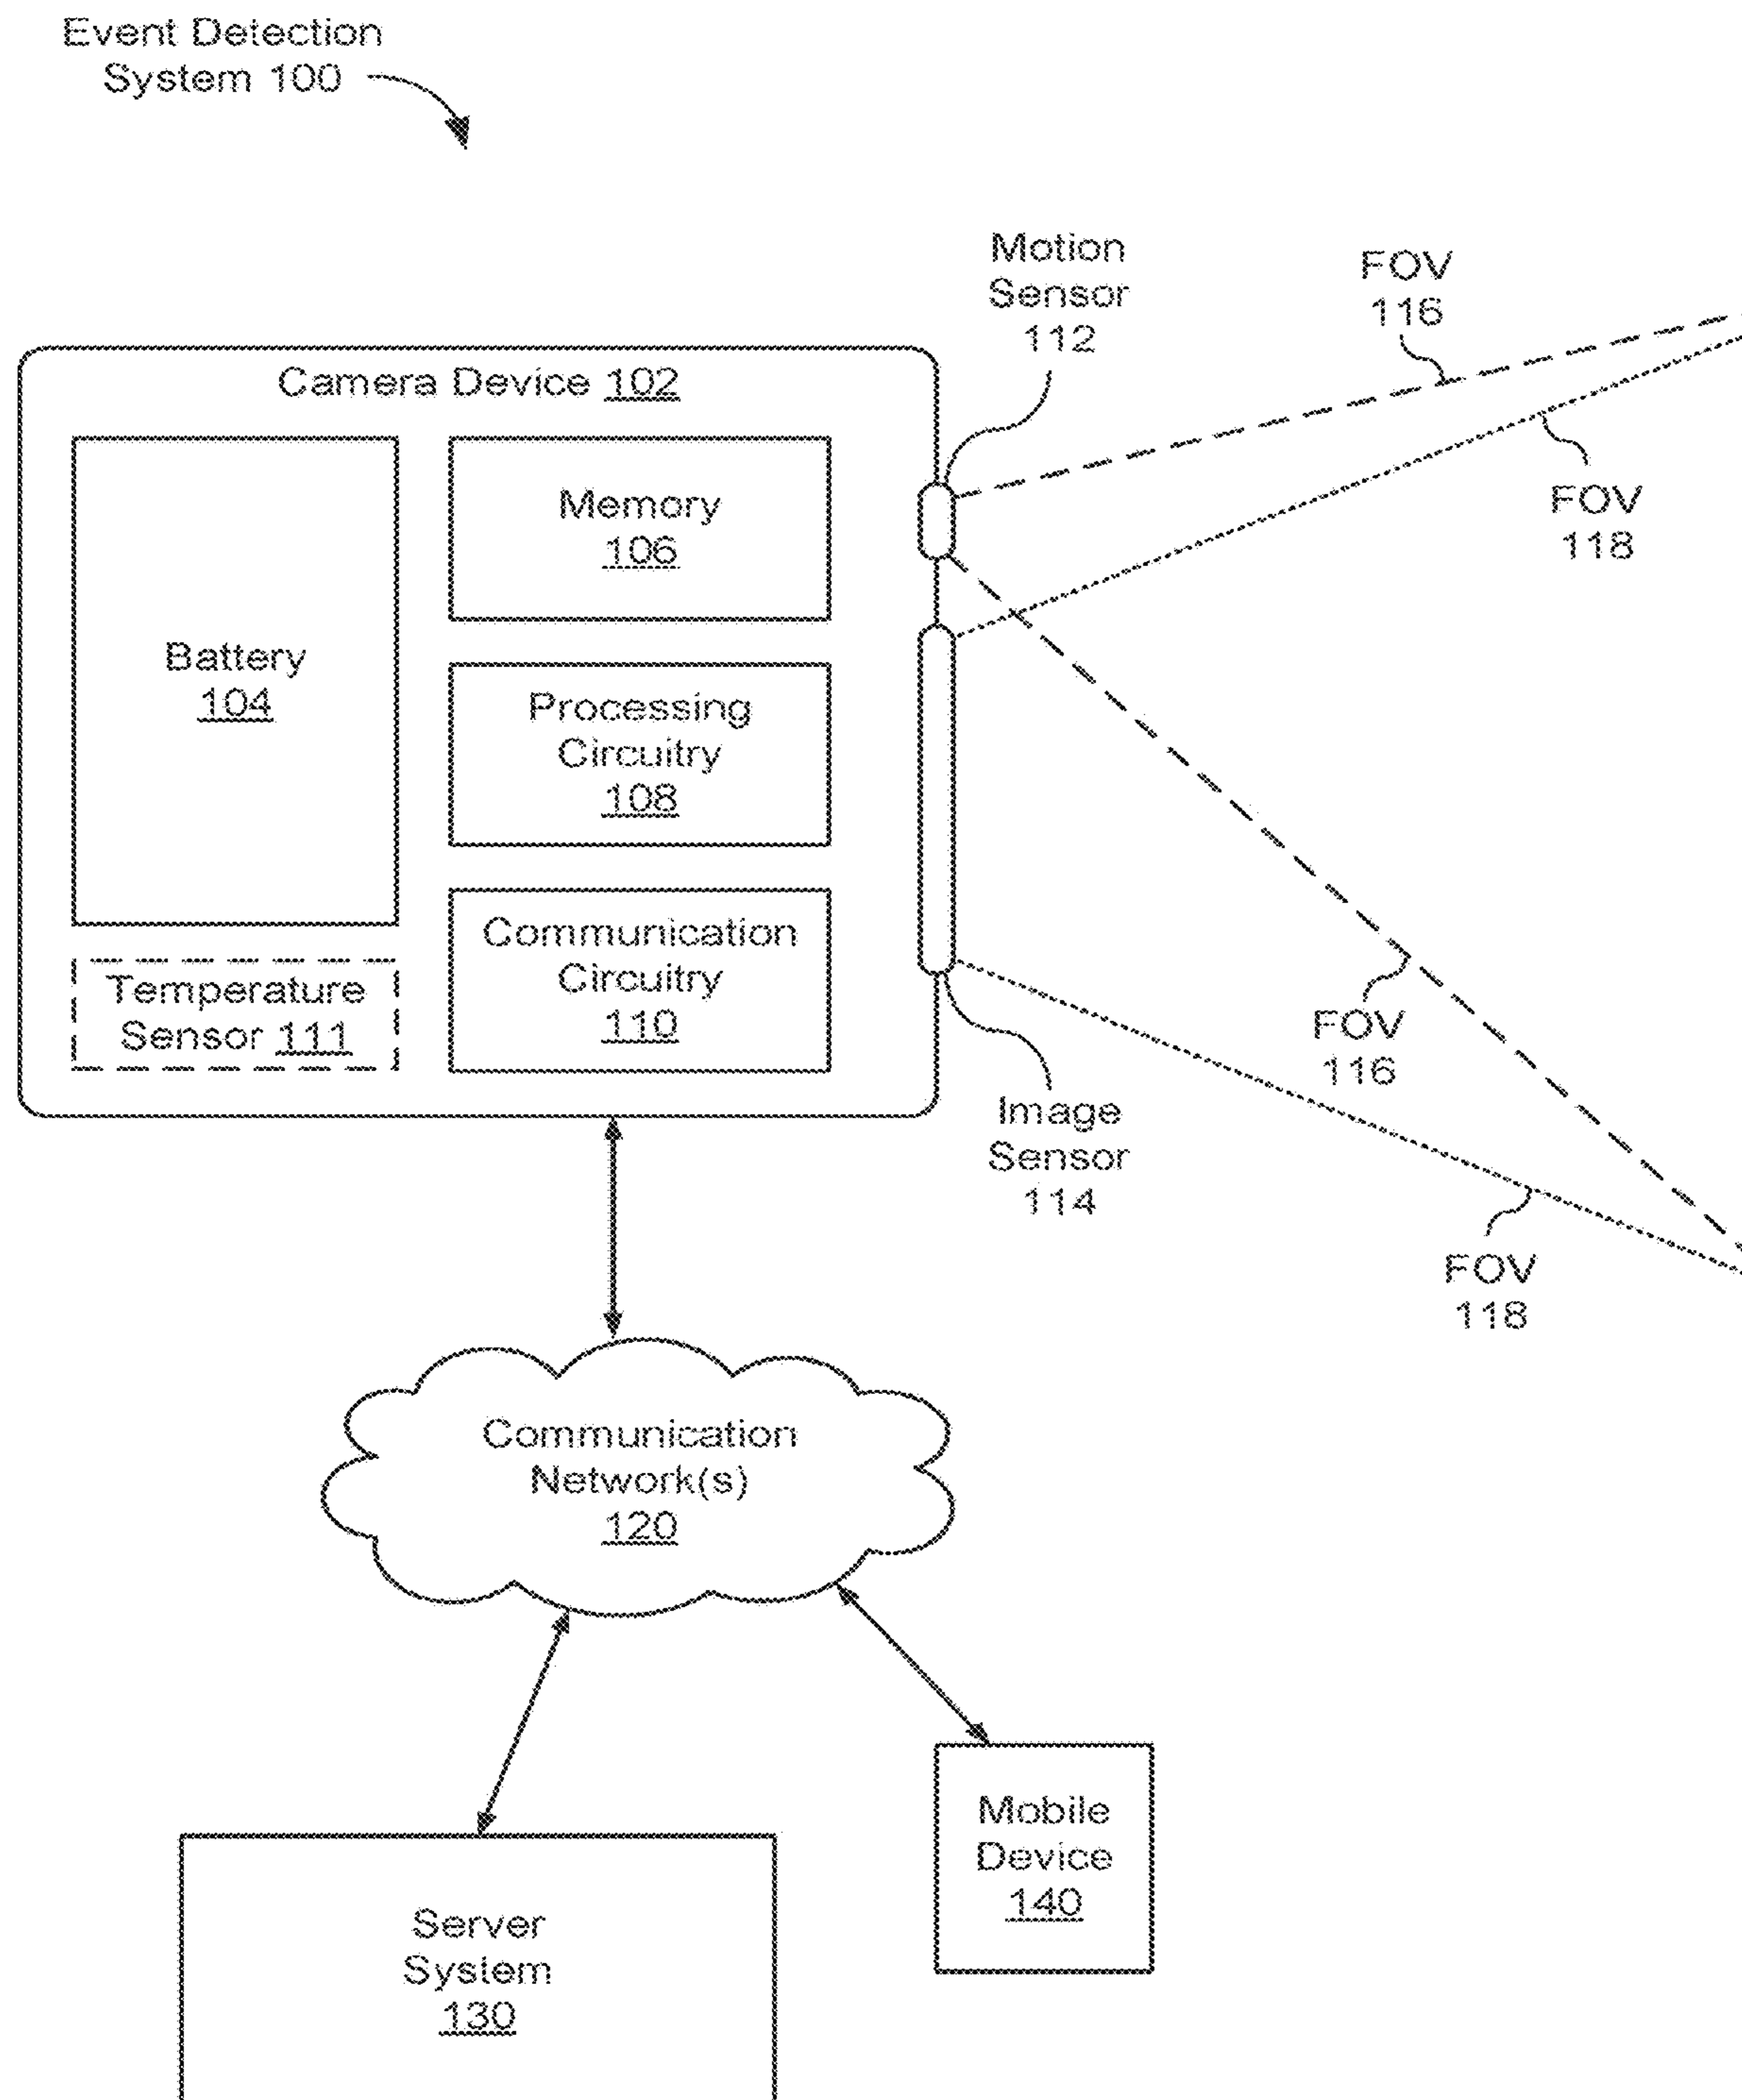 Event Detection
System 100
Motion
Sensor
112
FOV
116
FOV
118
Camera Device 102
Battery
104
Memory
106
Processing
Circuitry
108
Communication
Circuitry
110
Temperature
Sensor 111
FOV
116
Image
Sensor
114
FOV
118
Communication
Network(s)
120
Mobile
Device
140
Server
System
130